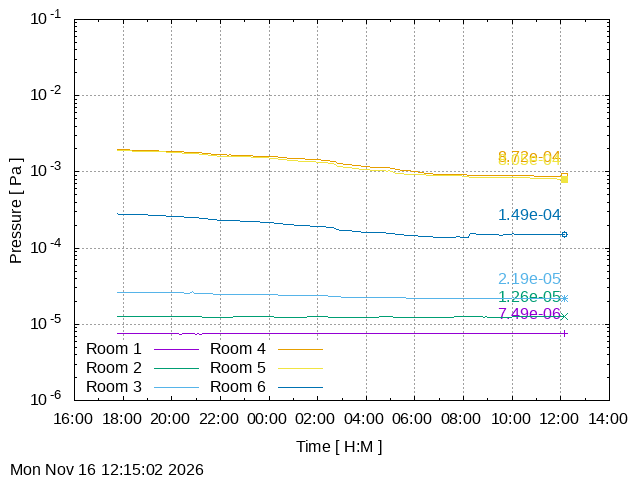 10^-1
10^-2
10^-3
10^-4
10^-5
10^-6
Pressure [ Pa ]
8.72e-04
1.49e-04
2.19e-05
1.26e-05
7.49e-06
Room 1 Room 4
Room 2 Room 5
Room 3 Room 6
16:00 18:00 20:00 22:00 00:00 02:00 04:00 06:00 08:00 10:00 12:00 14:00
Time [ H:M ]
Mon Nov 16 12:15:02 2026